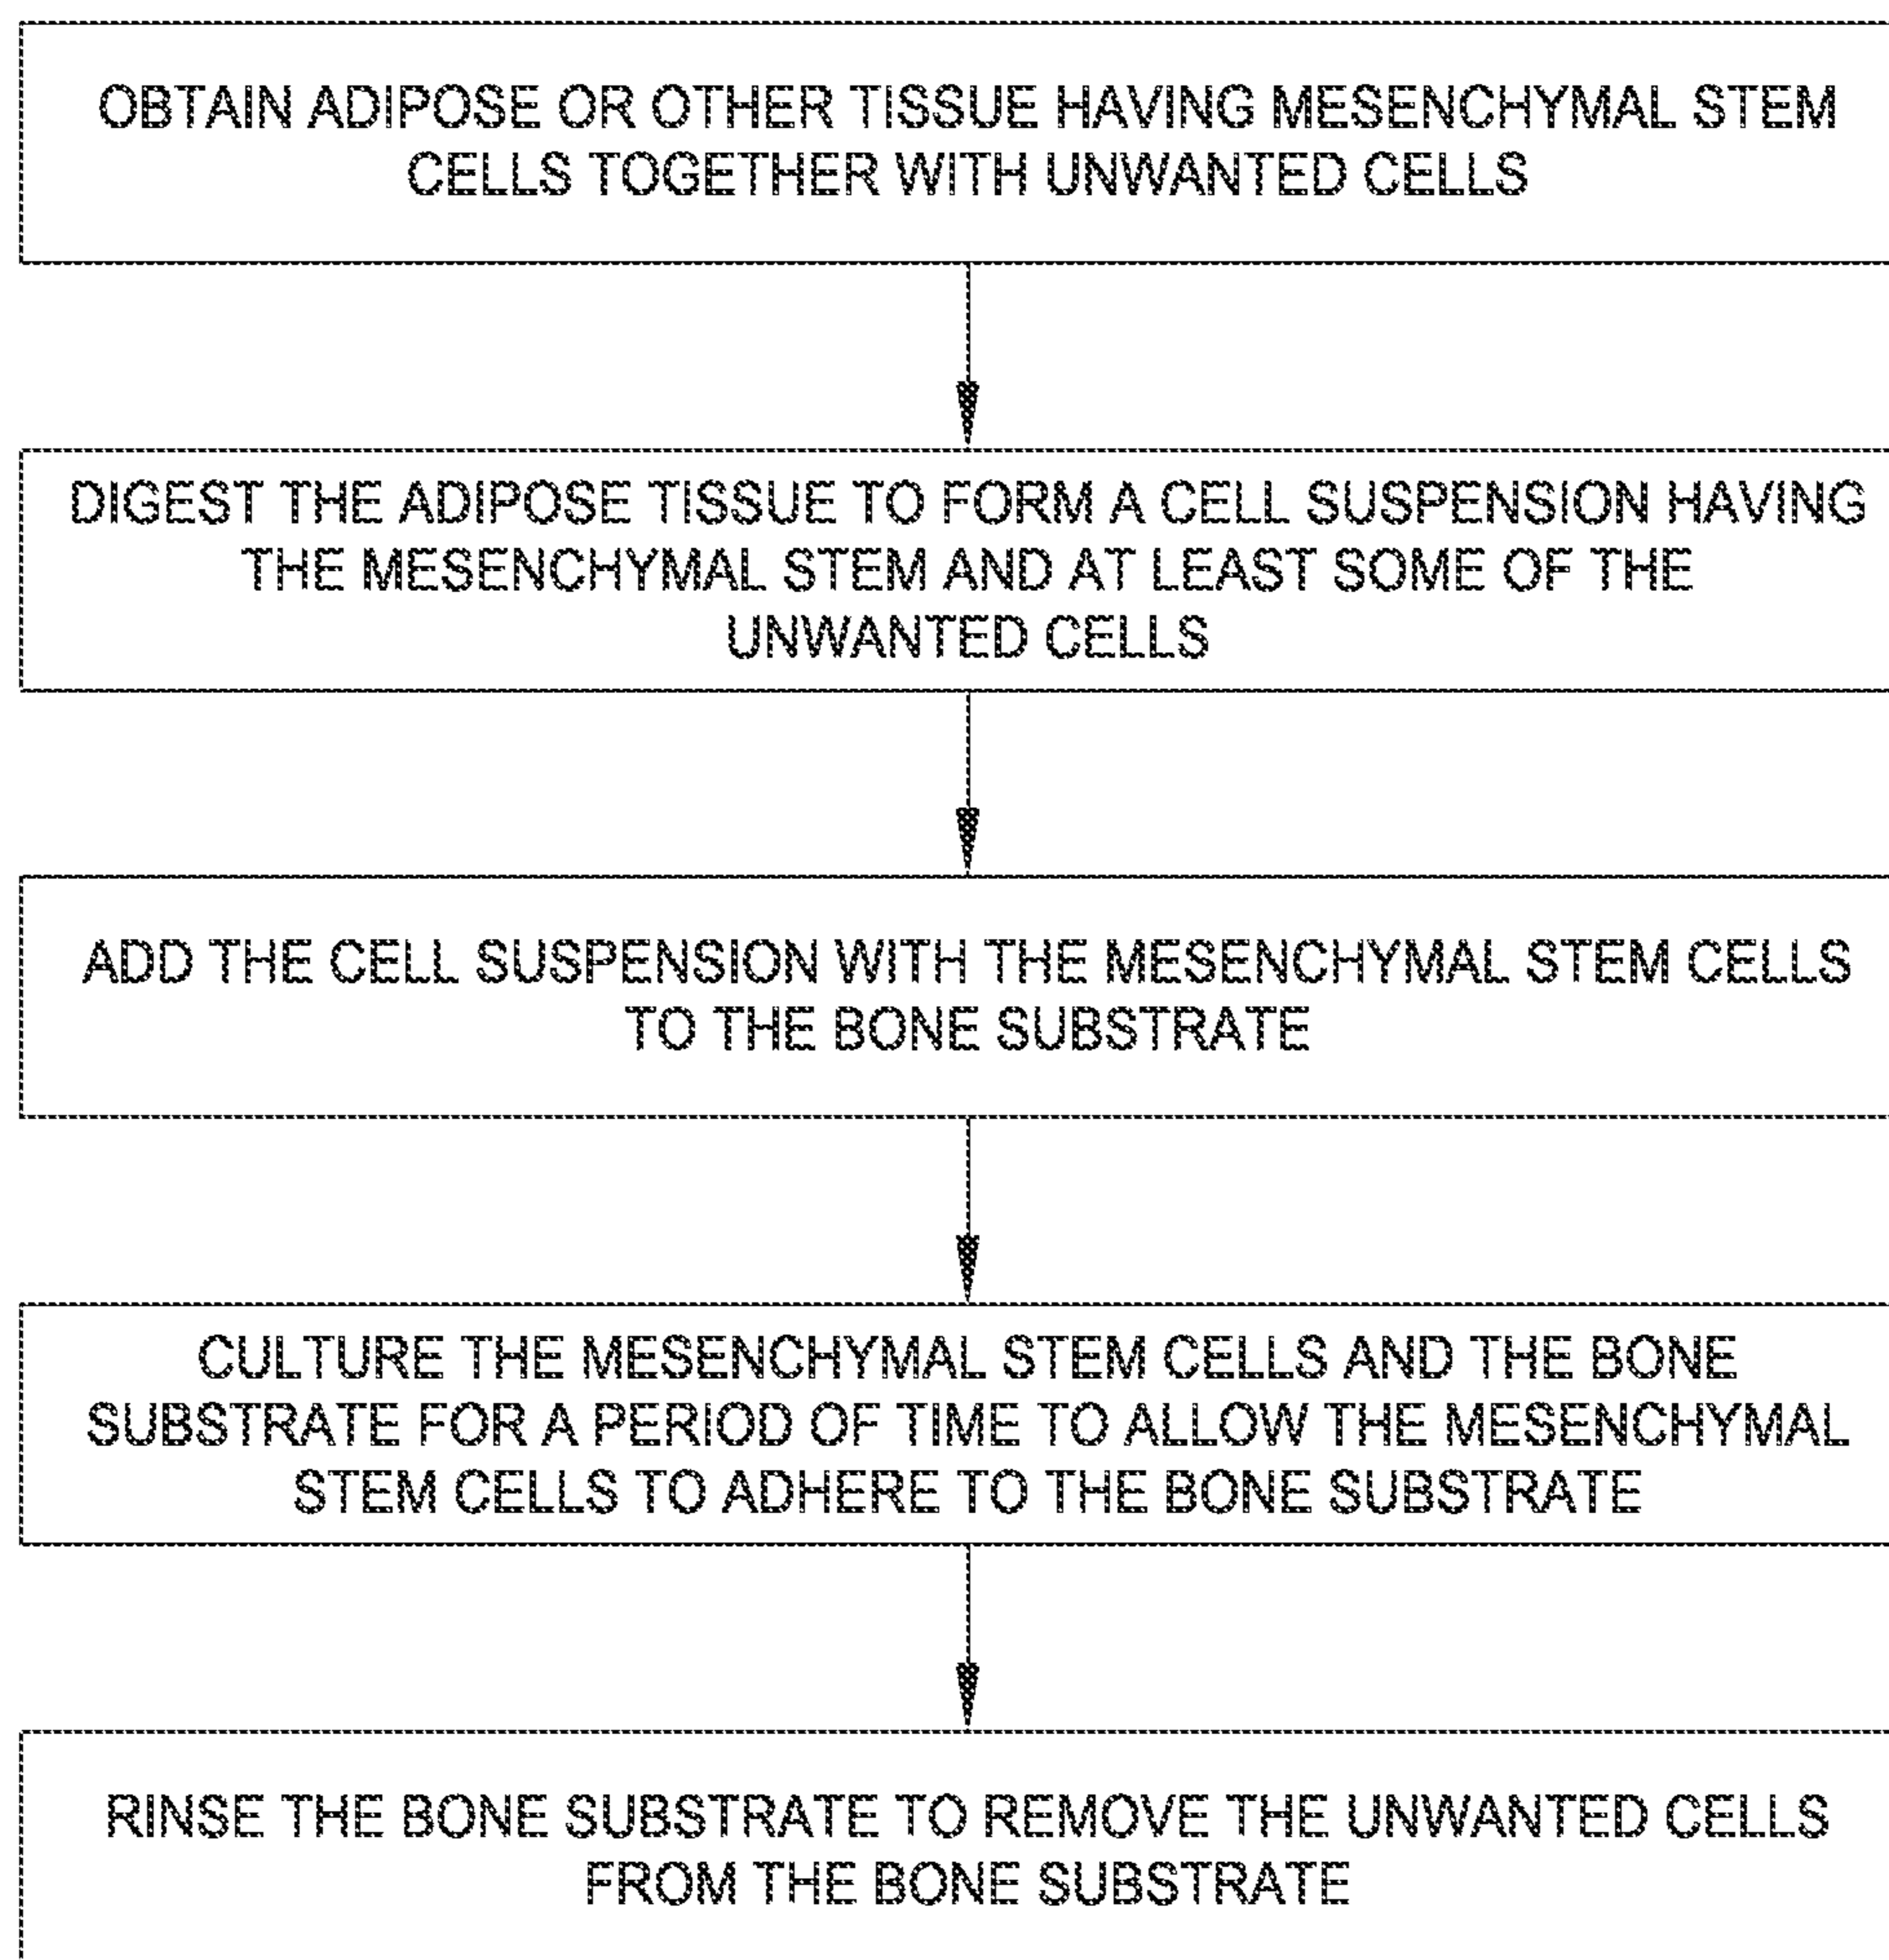 OBTAIN ADIPOSE OR OTHER TISSUE HAVING MESENCHYMAL STEM
CELLS TOGETHER WITH UNWANTED CELLS
DIGEST THE ADIPOSE TISSUE TO FORM A CELL SUSPENSION HAVING
THE MESENCHYMAL STEM AND AT LEAST SOME OF THE
UNWANTED CELLS
ADD THE CELL SUSPENSION WITH THE MESENCHYMAL STEM CELLS
TO THE BONE SUBSTRATE
CULTURE THE MESENCHYMAL STEM CELLS AND THE BONE
SUBSTRATE FOR A PERIOD OF TIME TO ALLOW THE MESENCHYMAL
STEM CELLS TO ADHERE TO THE BONE SUBSTRATE
RINSE THE BONE SUBSTRATE TO REMOVE THE UNWANTED CELLS
FROM THE BONE SUBSTRATE